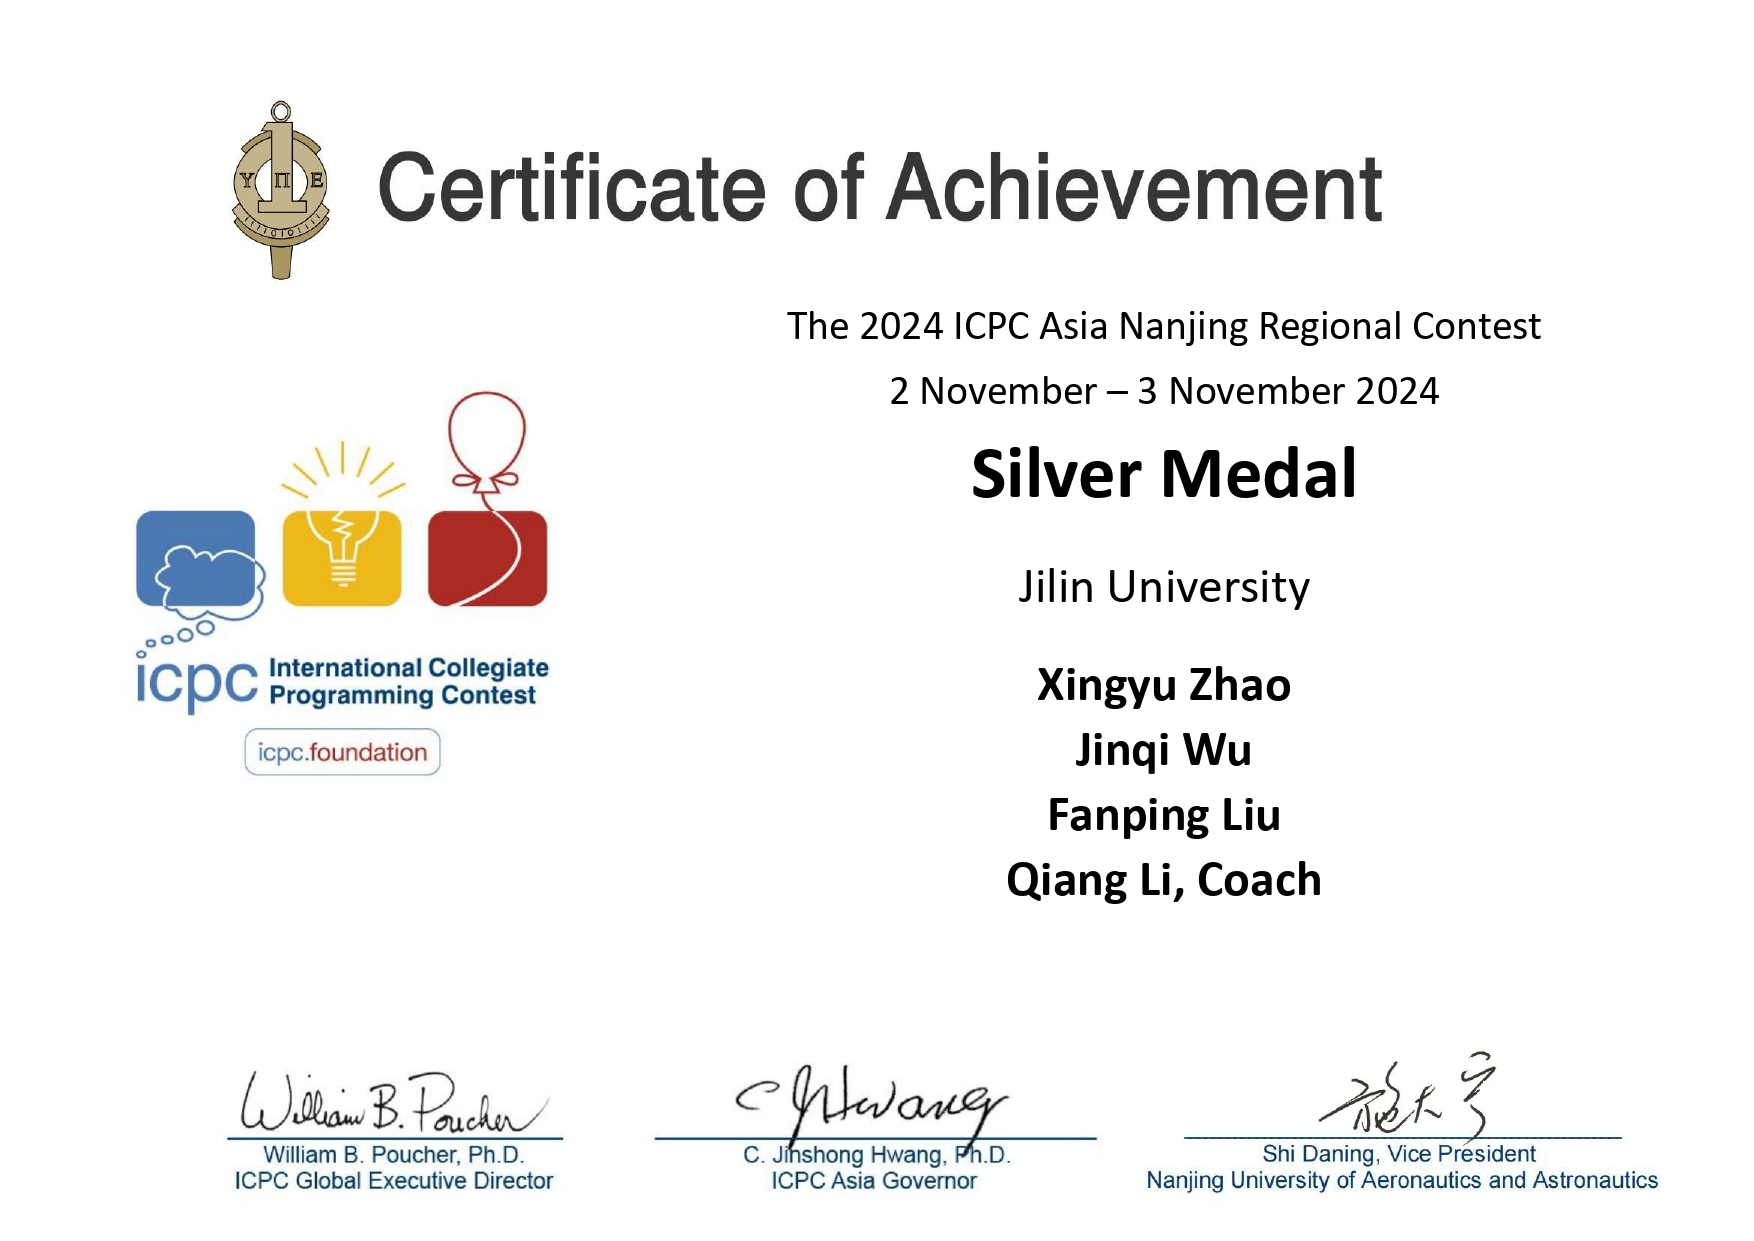 Υ Π Ε
Certificate of Achievement
The 2024 ICPC Asia Nanjing Regional Contest
2 November – 3 November 2024
Silver Medal
Jilin University
Xingyu Zhao
Jinqi Wu
Fanping Liu
Qiang Li, Coach
icpc International Collegiate
Programming Contest
icpc.foundation
William B. Poucher
C J Hwang
William B. Poucher, Ph.D.
ICPC Global Executive Director
C. Jinshong Hwang, Ph.D.
ICPC Asia Governor
Shi Daning, Vice President
Nanjing University of Aeronautics and Astronautics